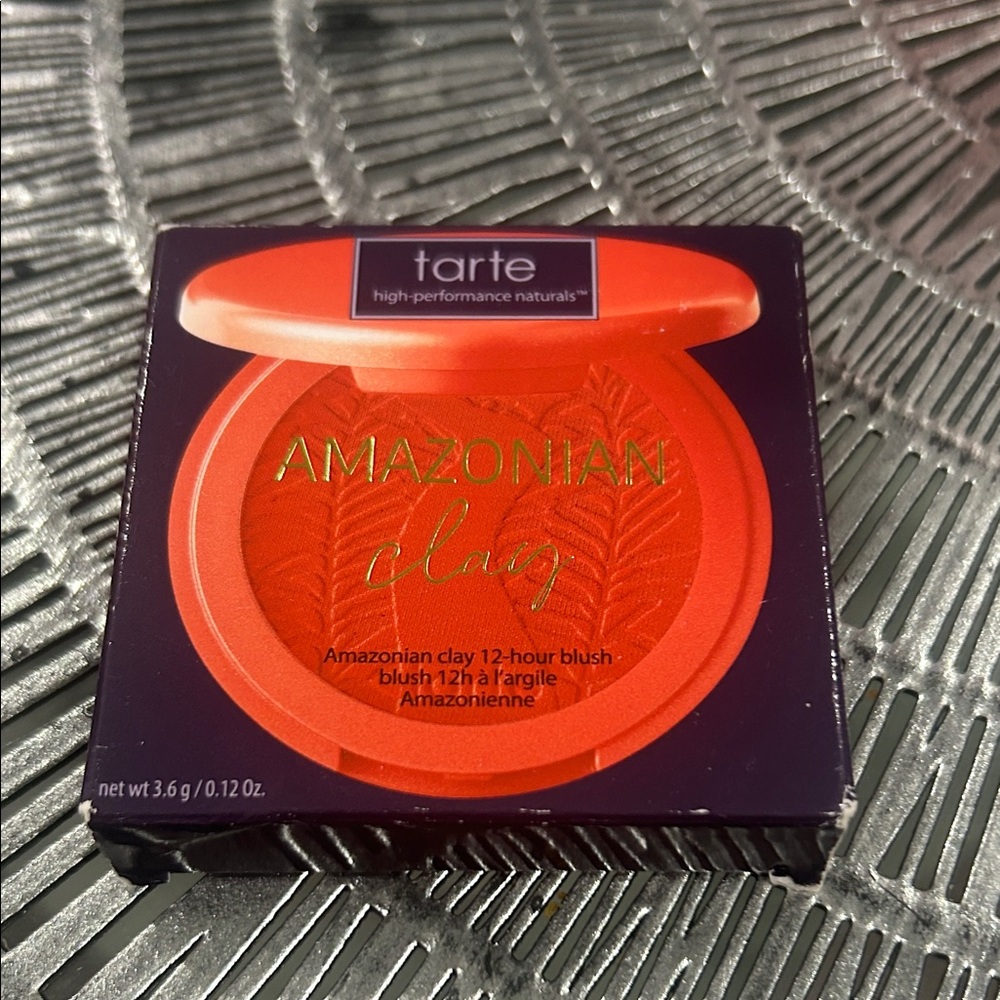 tarte
high-performance naturals™
AMAZONIAN
clay
Amazonian clay 12-hour blush
blush 12h à l'argile
Amazonienne
net wt 3.6 g / 0.12 Oz.